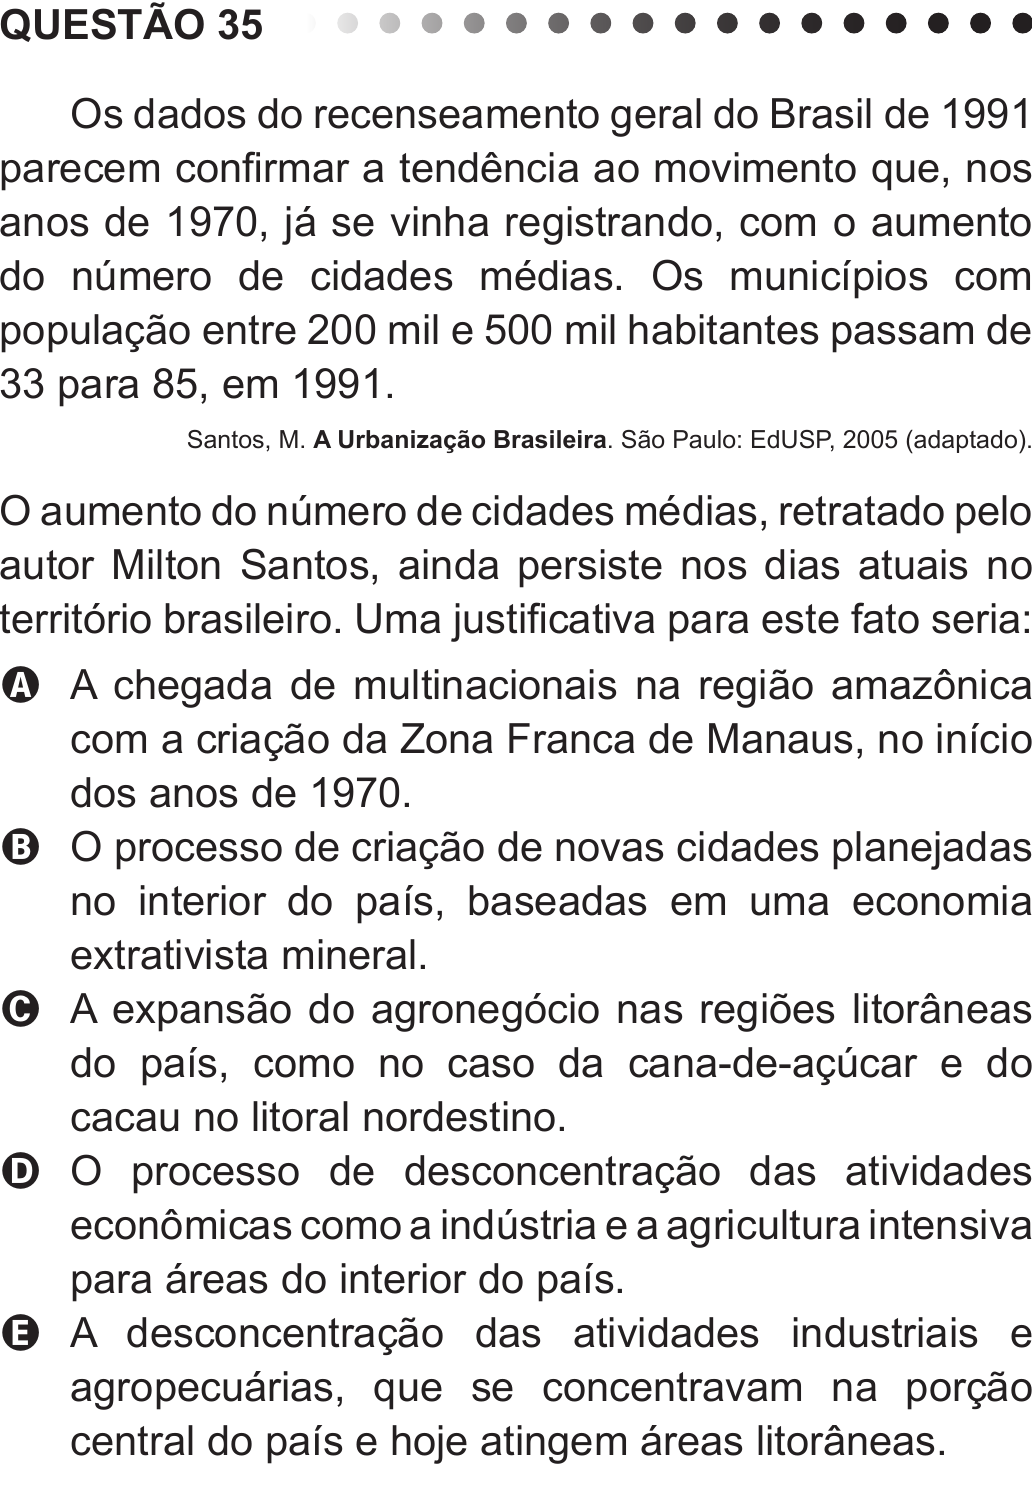 QUESTÃO 35
Os dados do recenseamento geral do Brasil de 1991
parecem confirmar a tendência ao movimento que, nos
anos de 1970, já se vinha registrando, com o aumento
do número de cidades médias. Os municípios com
população entre 200 mil e 500 mil habitantes passam de
33 para 85, em 1991.
Santos, M. A Urbanização Brasileira. São Paulo: EdUSP, 2005 (adaptado).
O aumento do número de cidades médias, retratado pelo
autor Milton Santos, ainda persiste nos dias atuais no
território brasileiro. Uma justificativa para este fato seria:
A A chegada de multinacionais na região amazônica
com a criação da Zona Franca de Manaus, no início
dos anos de 1970.
B O processo de criação de novas cidades planejadas
no interior do país, baseadas em uma economia
extrativista mineral.
C A expansão do agronegócio nas regiões litorâneas
do país, como no caso da cana-de-açúcar e do
cacau no litoral nordestino.
D O processo de desconcentração das atividades
econômicas como a indústria e a agricultura intensiva
para áreas do interior do país.
E A desconcentração das atividades industriais e
agropecuárias, que se concentravam na porção
central do país e hoje atingem áreas litorâneas.